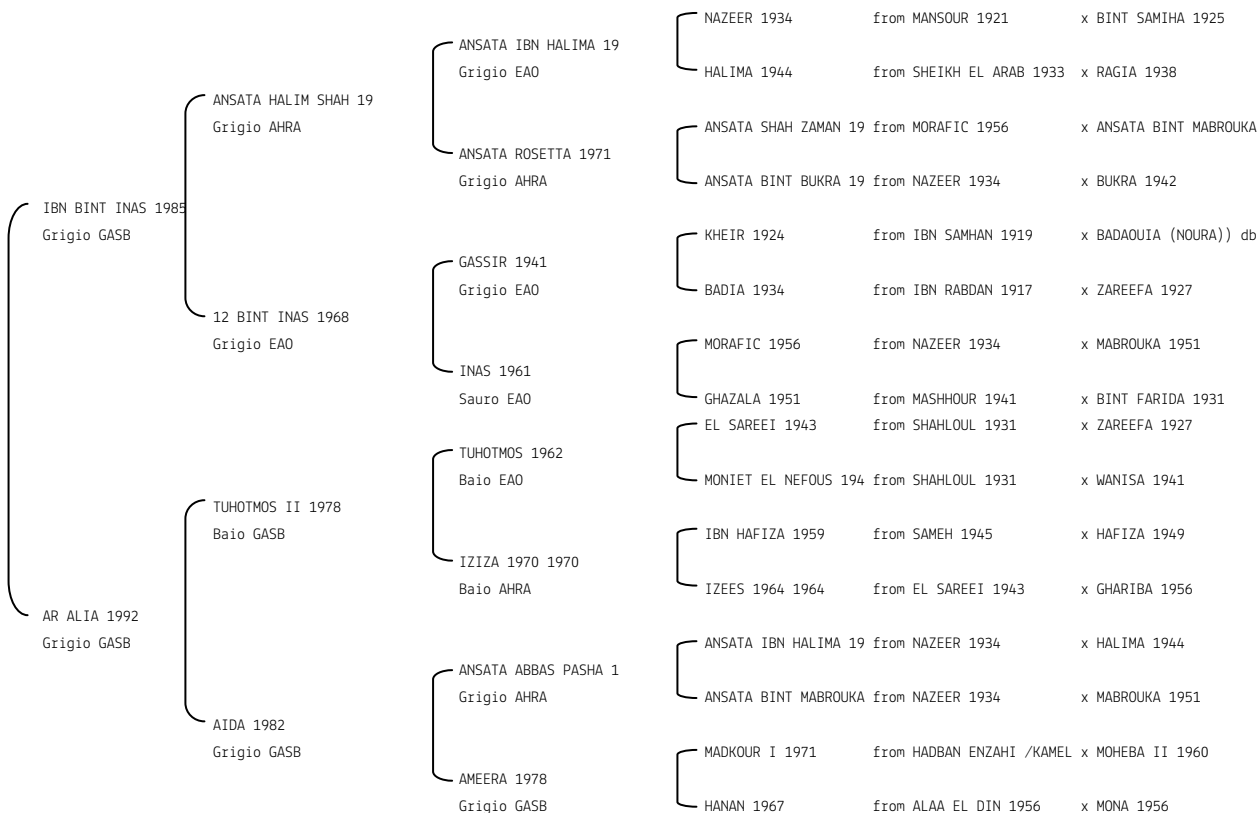 NAZEER 1934 from MANSOUR 1921 x BINT SAMIHA 1925
ANSATA IBN HALIMA 19
Grigio EAO
HALIMA 1944 from SHEIKH EL ARAB 1933 x RAGIA 1938
ANSATA HALIM SHAH 19
Grigio AHRA
ANSATA SHAH ZAMAN 19 from MORAFIC 1956 x ANSATA BINT MABROUKA
ANSATA ROSETTA 1971
Grigio AHRA
ANSATA BINT BUKRA 19 from NAZEER 1934 x BUKRA 1942
IBN BINT INAS 1985
Grigio GASB
KHEIR 1924 from IBN SAMHAN 1919 x BADAOUIA (NOURA)) db
GASSIR 1941
Grigio EAO
BADIA 1934 from IBN RABDAN 1917 x ZAREEFA 1927
12 BINT INAS 1968
Grigio EAO
MORAFIC 1956 from NAZEER 1934 x MABROUKA 1951
INAS 1961
Sauro EAO
GHAZALA 1951 from MASHHOUR 1941 x BINT FARIDA 1931
EL SAREEI 1943 from SHAHLOUL 1931 x ZAREEFA 1927
TUHOTMOS 1962
Baio EAO
MONIET EL NEFOUS 194 from SHAHLOUL 1931 x WANISA 1941
TUHOTMOS II 1978
Baio GASB
IBN HAFIZA 1959 from SAMEH 1945 x HAFIZA 1949
IZIZA 1970 1970
Baio AHRA
IZEES 1964 1964 from EL SAREEI 1943 x GHARIBA 1956
AR ALIA 1992
Grigio GASB
ANSATA IBN HALIMA 19 from NAZEER 1934 x HALIMA 1944
ANSATA ABBAS PASHA 1
Grigio AHRA
ANSATA BINT MABROUKA from NAZEER 1934 x MABROUKA 1951
AIDA 1982
Grigio GASB
MADKOUR I 1971 from HADBAN ENZAHI /KAMEL x MOHEBA II 1960
AMEERA 1978
Grigio GASB
HANAN 1967 from ALAA EL DIN 1956 x MONA 1956